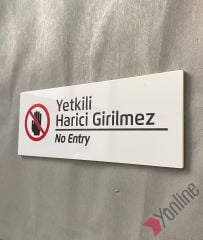 Yetkili
Harici Girilmez
No Entry
Yonline